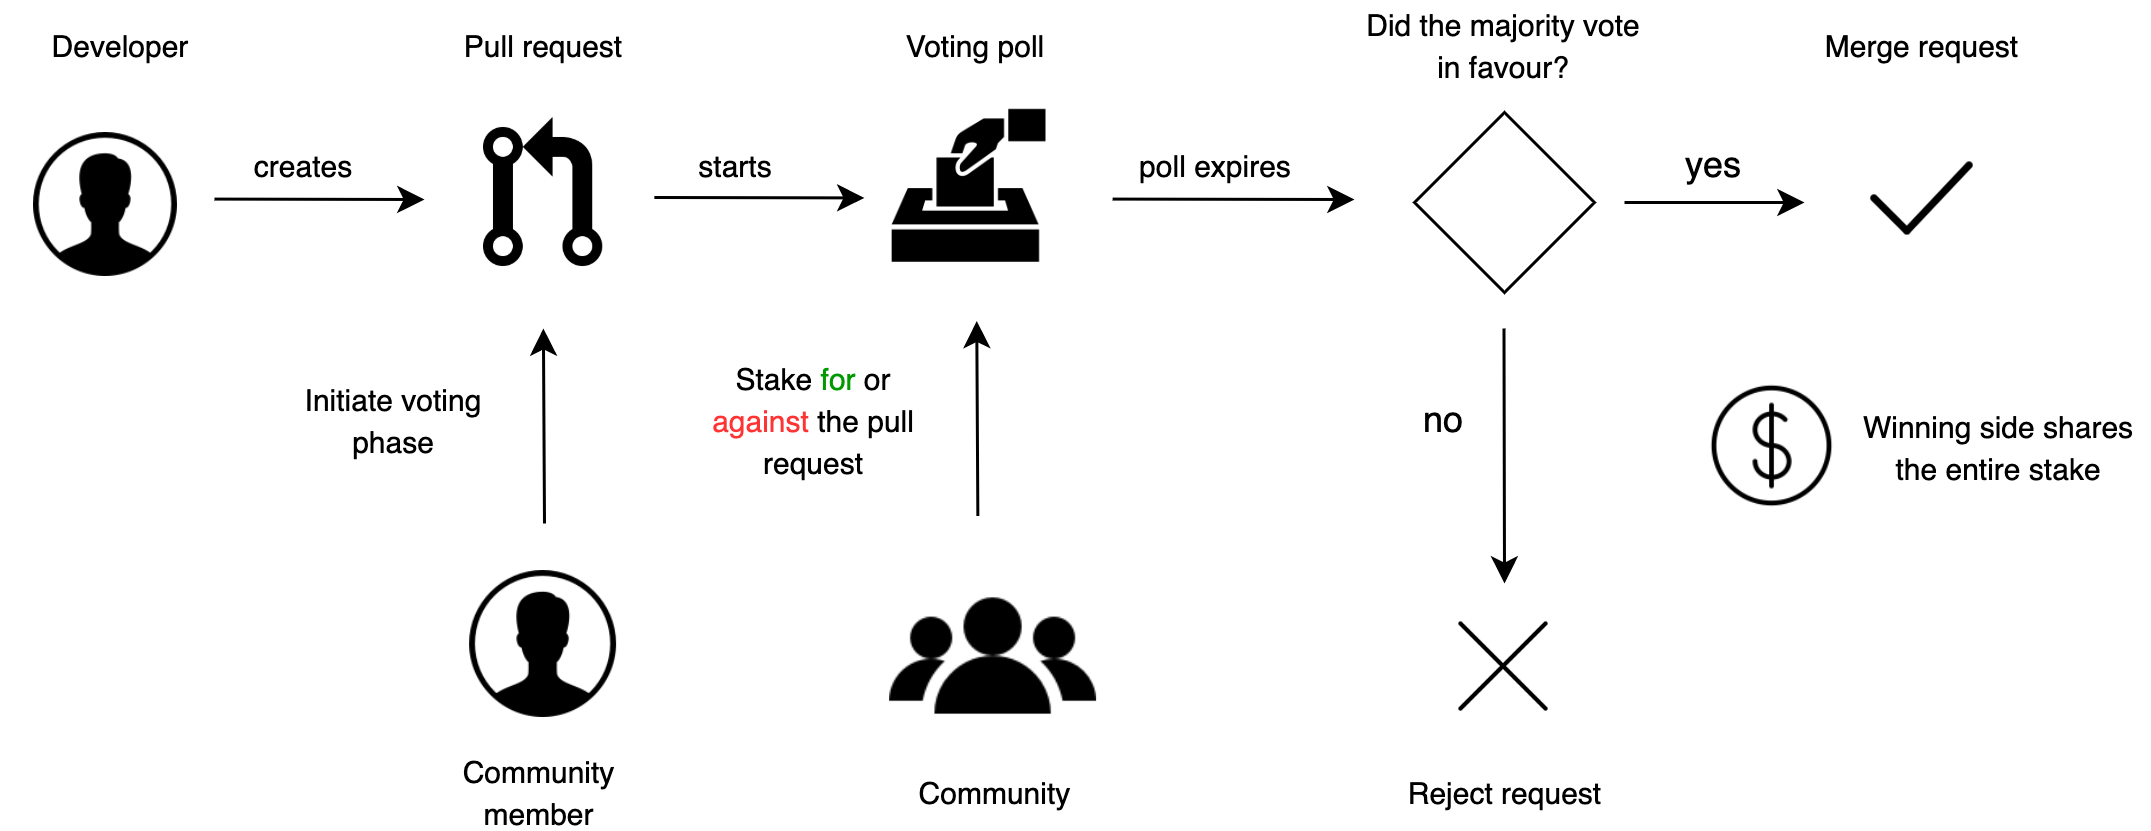 Developer
Pull request
Voting poll
Did the majority vote
in favour?
Merge request
creates
starts
poll expires
yes
Initiate voting
phase
Stake for or
against the pull
request
no
Winning side shares
the entire stake
Community
member
Community
Reject request